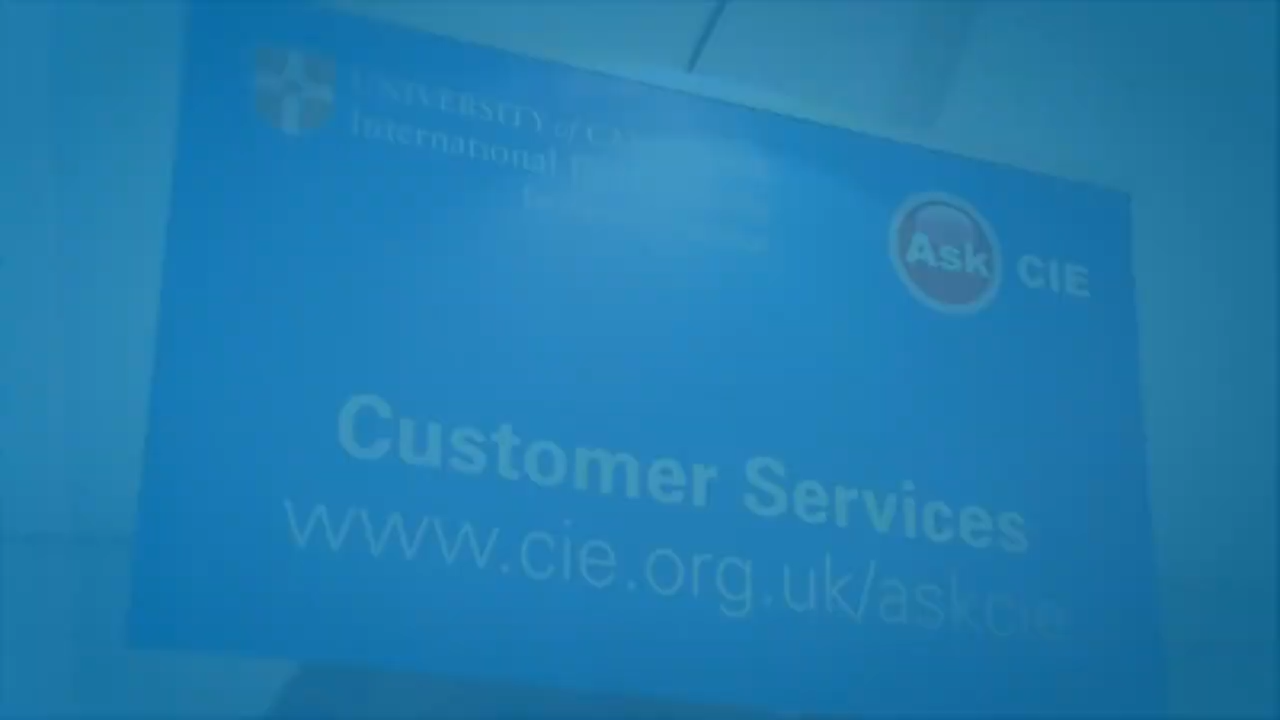 UNIVERSITY of
International
Ask CIE
Customer Services
www.cie.org.uk/askcie